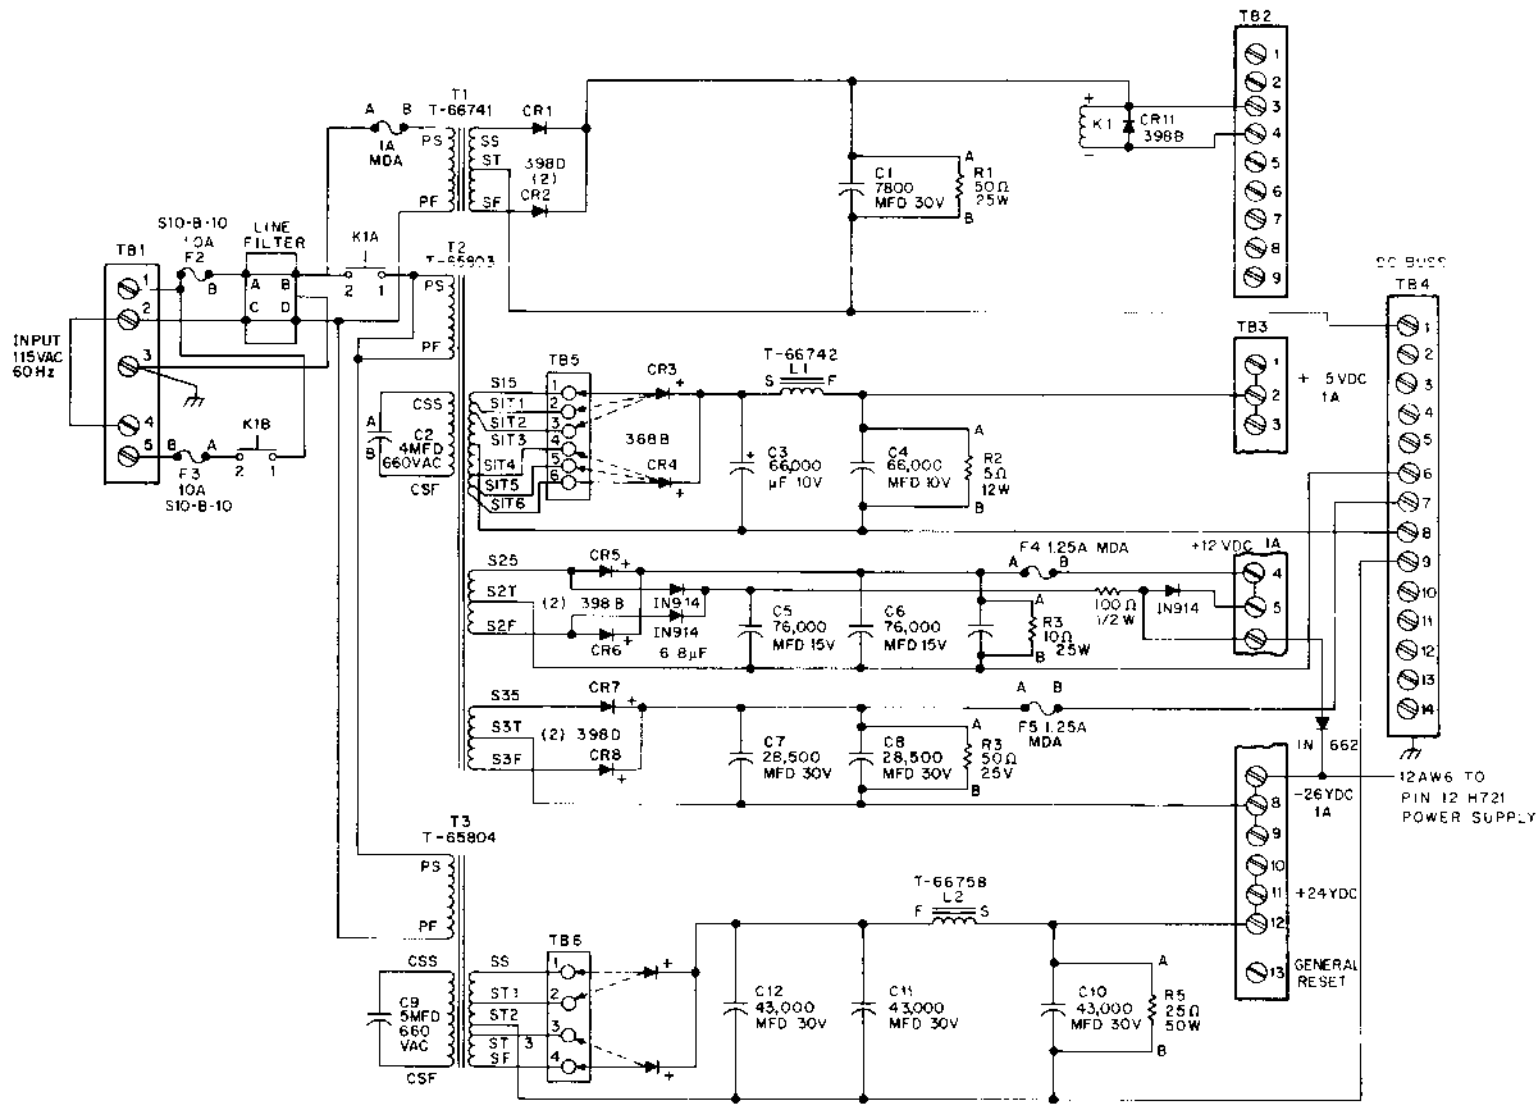 TB2
1
2
3
4
5
6
7
8
9
T1
T-66741
A B
1A
MDA
PS
PF
SS
ST
SF
CR1
398D
(2)
CR2
C1
7800
MFD 30V
A
R1
50Ω
25W
B
+
K1
-
CR11
398B
S10-B-10
10A
F2
B
LINE
FILTER
A B
C D
K1A
2 1
TB1
1
2
3
4
5
INPUT
115VAC
60Hz
B A
F3
10A
S10-B-10
K1B
2 1
T2
T-65803
PS
PF
CSS
A
C2
4MFD
660VAC
B
CSF
S15
SIT1
SIT2
SIT3
SIT4
SIT5
SIT6
TB5
1
2
3
4
5
6
CR3
+
368B
CR4
+
T-66742
L1
S F
C3
+
66,000
µF 10V
C4
66,000
MFD 10V
A
R2
5Ω
12W
B
TB3
1
2
3
+ 5VDC
1A
DC BUSS
TB4
1
2
3
4
5
6
7
8
9
10
11
12
13
14
S25
S2T
S2F
CR5
+
(2) 398B
CR6
+
IN914
IN914
6 8µF
C5
76,000
MFD 15V
C6
76,000
MFD 15V
A
R3
10Ω
25W
B
F4 1.25A MDA
A B
100Ω
1/2W
IN914
+12VDC 1A
4
5
S35
S3T
S3F
CR7
+
(2) 398D
CR8
+
C7
28,500
MFD 30V
C8
28,500
MFD 30V
A
R3
50Ω
25V
B
A B
F5 1.25A
MDA
IN 662
12AW6 TO
PIN 12 H721
POWER SUPPLY
-26YDC
1A
8
9
10
11
12
13
+24YDC
GENERAL
RESET
T3
T-65804
PS
PF
CSS
C9
5MFD
660
VAC
CSF
SS
ST1
ST2
ST 3
SF
TB6
1
2
3
4
+
+
C12
43,000
MFD 30V
C11
43,000
MFD 30V
T-66758
L2
F S
C10
43,000
MFD 30V
A
R5
25Ω
50W
B